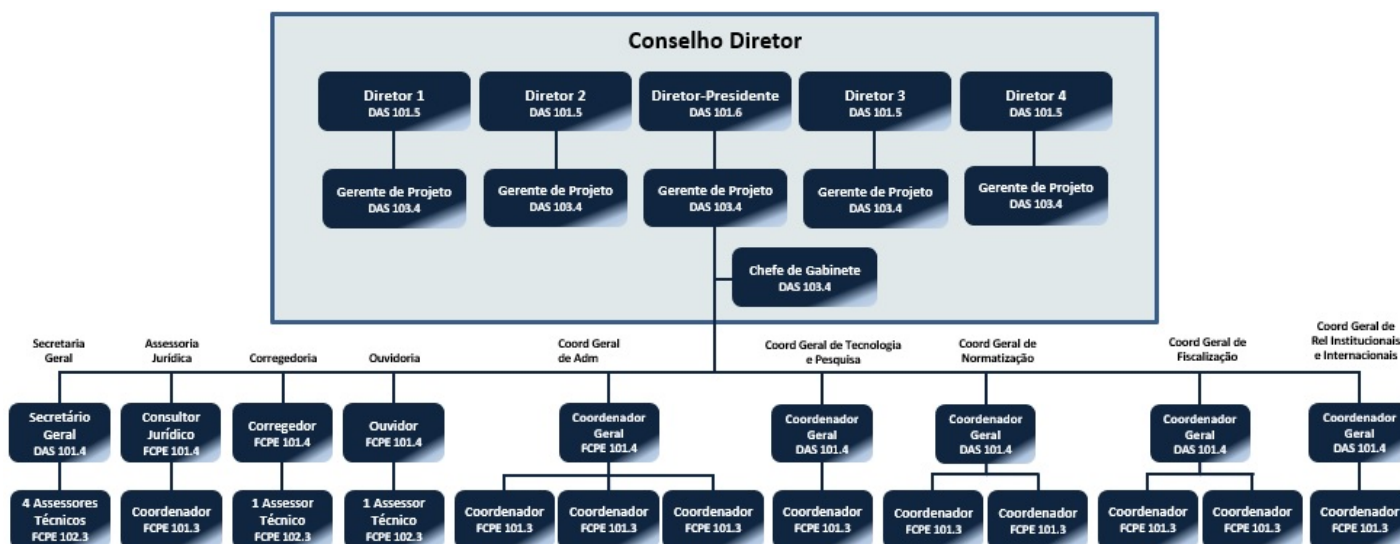 Conselho Diretor
Diretor 1
DAS 101.5
Diretor 2
DAS 101.5
Diretor-Presidente
DAS 101.6
Diretor 3
DAS 101.5
Diretor 4
DAS 101.5
Gerente de Projeto
DAS 103.4
Gerente de Projeto
DAS 103.4
Gerente de Projeto
DAS 103.4
Gerente de Projeto
DAS 103.4
Gerente de Projeto
DAS 103.4
Chefe de Gabinete
DAS 103.4
Secretaria
Geral
Assessoria
Jurídica
Corregedoria
Ouvidoria
Coord Geral
de Adm
Coord Geral de Tecnologia
e Pesquisa
Coord Geral de
Normatização
Coord Geral de
Fiscalização
Coord Geral de
Rel Institucionais
e Internacionais
Secretário
Geral
DAS 101.4
Consultor
Jurídico
FCPE 101.4
Corregedor
FCPE 101.4
Ouvidor
FCPE 101.4
Coordenador
Geral
FCPE 101.4
Coordenador
Geral
DAS 101.4
Coordenador
Geral
DAS 101.4
Coordenador
Geral
DAS 101.4
Coordenador
Geral
DAS 101.4
4 Assessores
Técnicos
FCPE 102.3
Coordenador
FCPE 101.3
1 Assessor
Técnico
FCPE 102.3
1 Assessor
Técnico
FCPE 102.3
Coordenador
FCPE 101.3
Coordenador
FCPE 101.3
Coordenador
FCPE 101.3
Coordenador
FCPE 101.3
Coordenador
FCPE 101.3
Coordenador
FCPE 101.3
Coordenador
FCPE 101.3
Coordenador
FCPE 101.3
Coordenador
FCPE 101.3